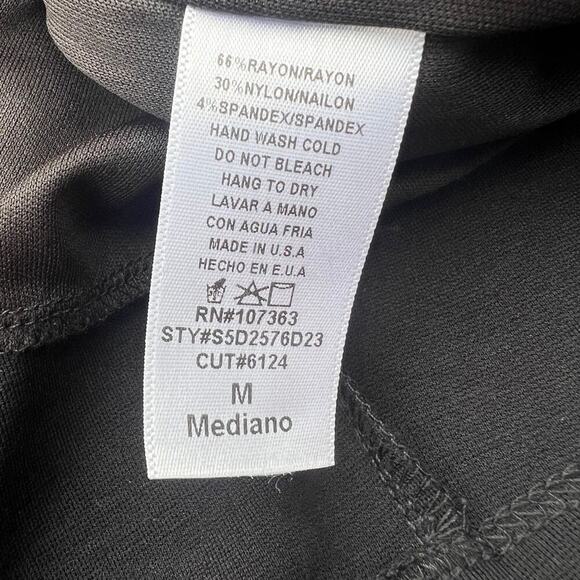 66%RAYON/RAYON
30%NYLON/NAILON
4%SPANDEX/SPANDEX
HAND WASH COLD
DO NOT BLEACH
HANG TO DRY
LAVAR A MANO
CON AGUA FRIA
MADE IN U.S.A
HECHO EN E.U.A
RN#107363
STY#S5D2576D23
CUT#6124
M
Mediano